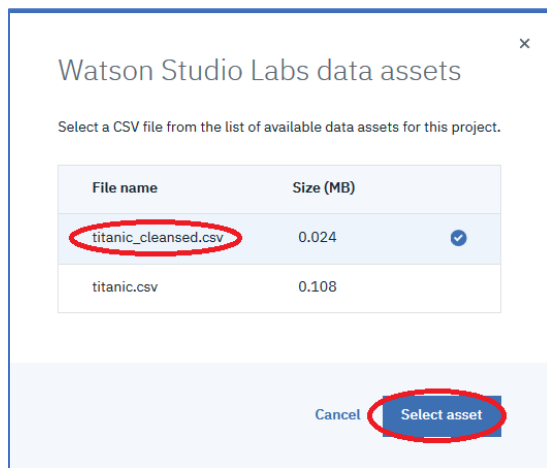 Watson Studio Labs data assets
Select a CSV file from the list of available data assets for this project.
File name Size (MB)
titanic_cleansed.csv 0.024
titanic.csv 0.108
Cancel Select asset